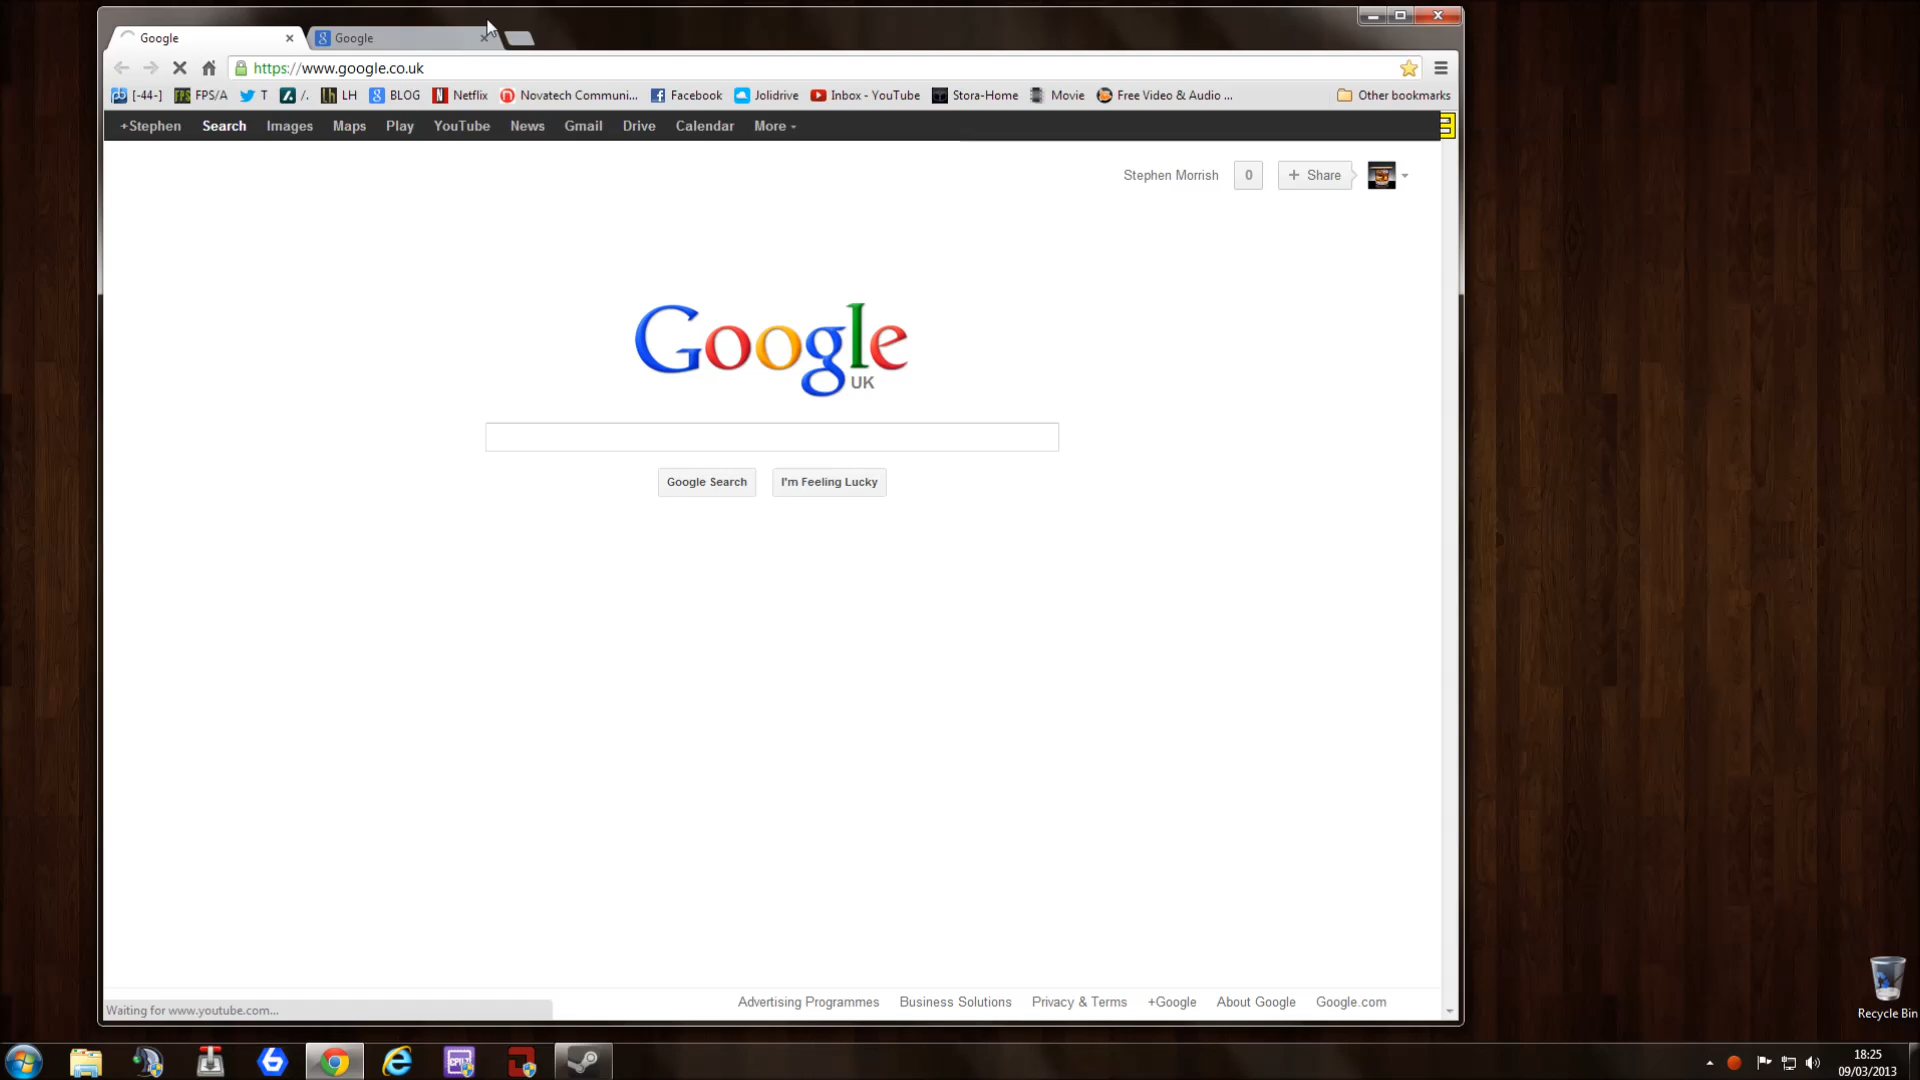 Google
Google
https://www.google.co.uk
[-44-]
FPS/A
T
/.
LH
BLOG
Netflix
Novatech Communi...
Facebook
Jolidrive
Inbox - YouTube
Stora-Home
Movie
Free Video & Audio ...
Other bookmarks
+Stephen
Search
Images
Maps
Play
YouTube
News
Gmail
Drive
Calendar
More
Stephen Morrish
0
+ Share
Google
UK
Google Search
I'm Feeling Lucky
Advertising Programmes
Business Solutions
Privacy & Terms
+Google
About Google
Google.com
Waiting for www.youtube.com...
Recycle Bin
18:25
09/03/2013